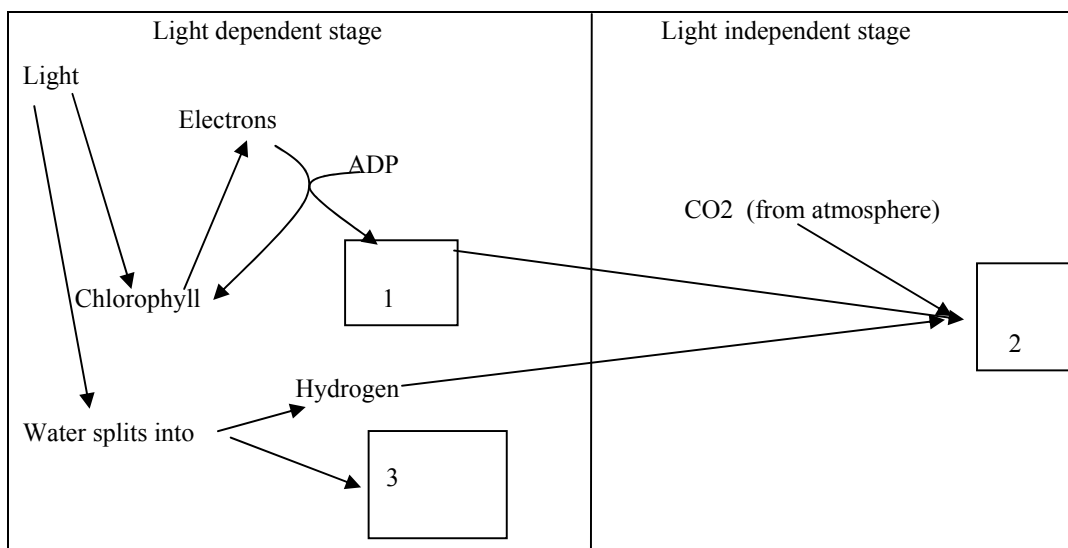 Light dependent stage
Light independent stage
Light
Electrons
ADP
CO2 (from atmosphere)
Chlorophyll
1
2
Hydrogen
Water splits into
3